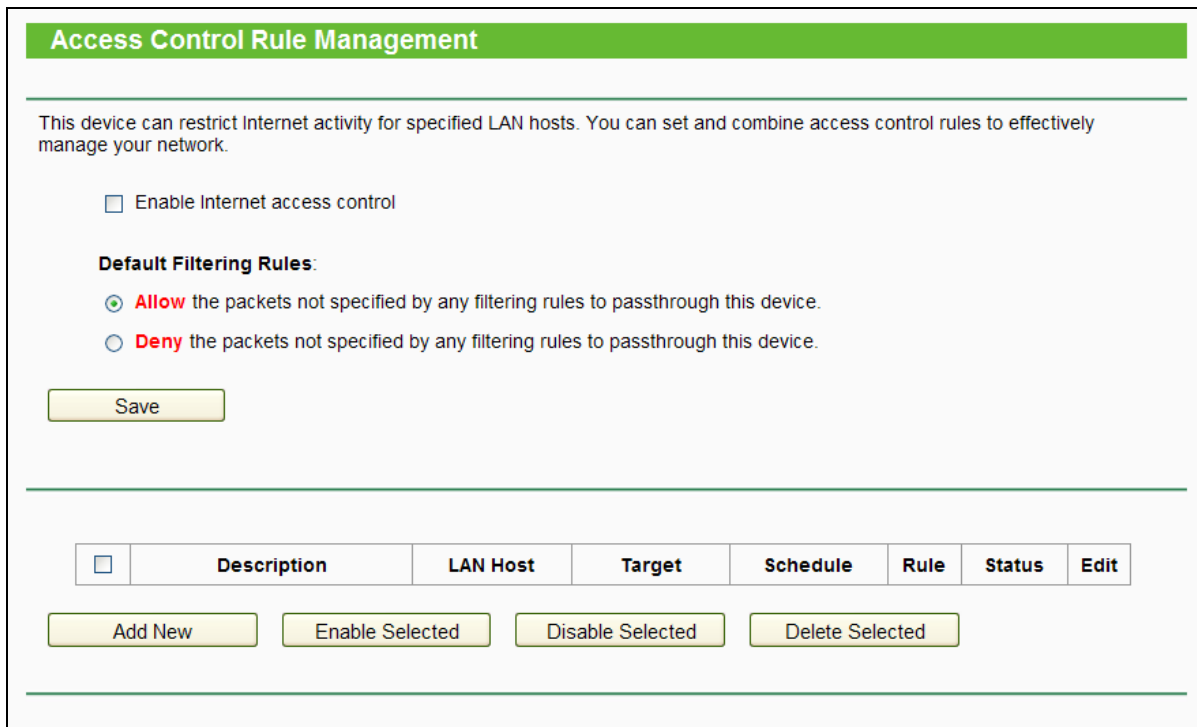 Access Control Rule Management
This device can restrict Internet activity for specified LAN hosts. You can set and combine access control rules to effectively
manage your network.
Enable Internet access control
Default Filtering Rules:
Allow the packets not specified by any filtering rules to passthrough this device.
Deny the packets not specified by any filtering rules to passthrough this device.
Save
Description LAN Host Target Schedule Rule Status Edit
Add New Enable Selected Disable Selected Delete Selected